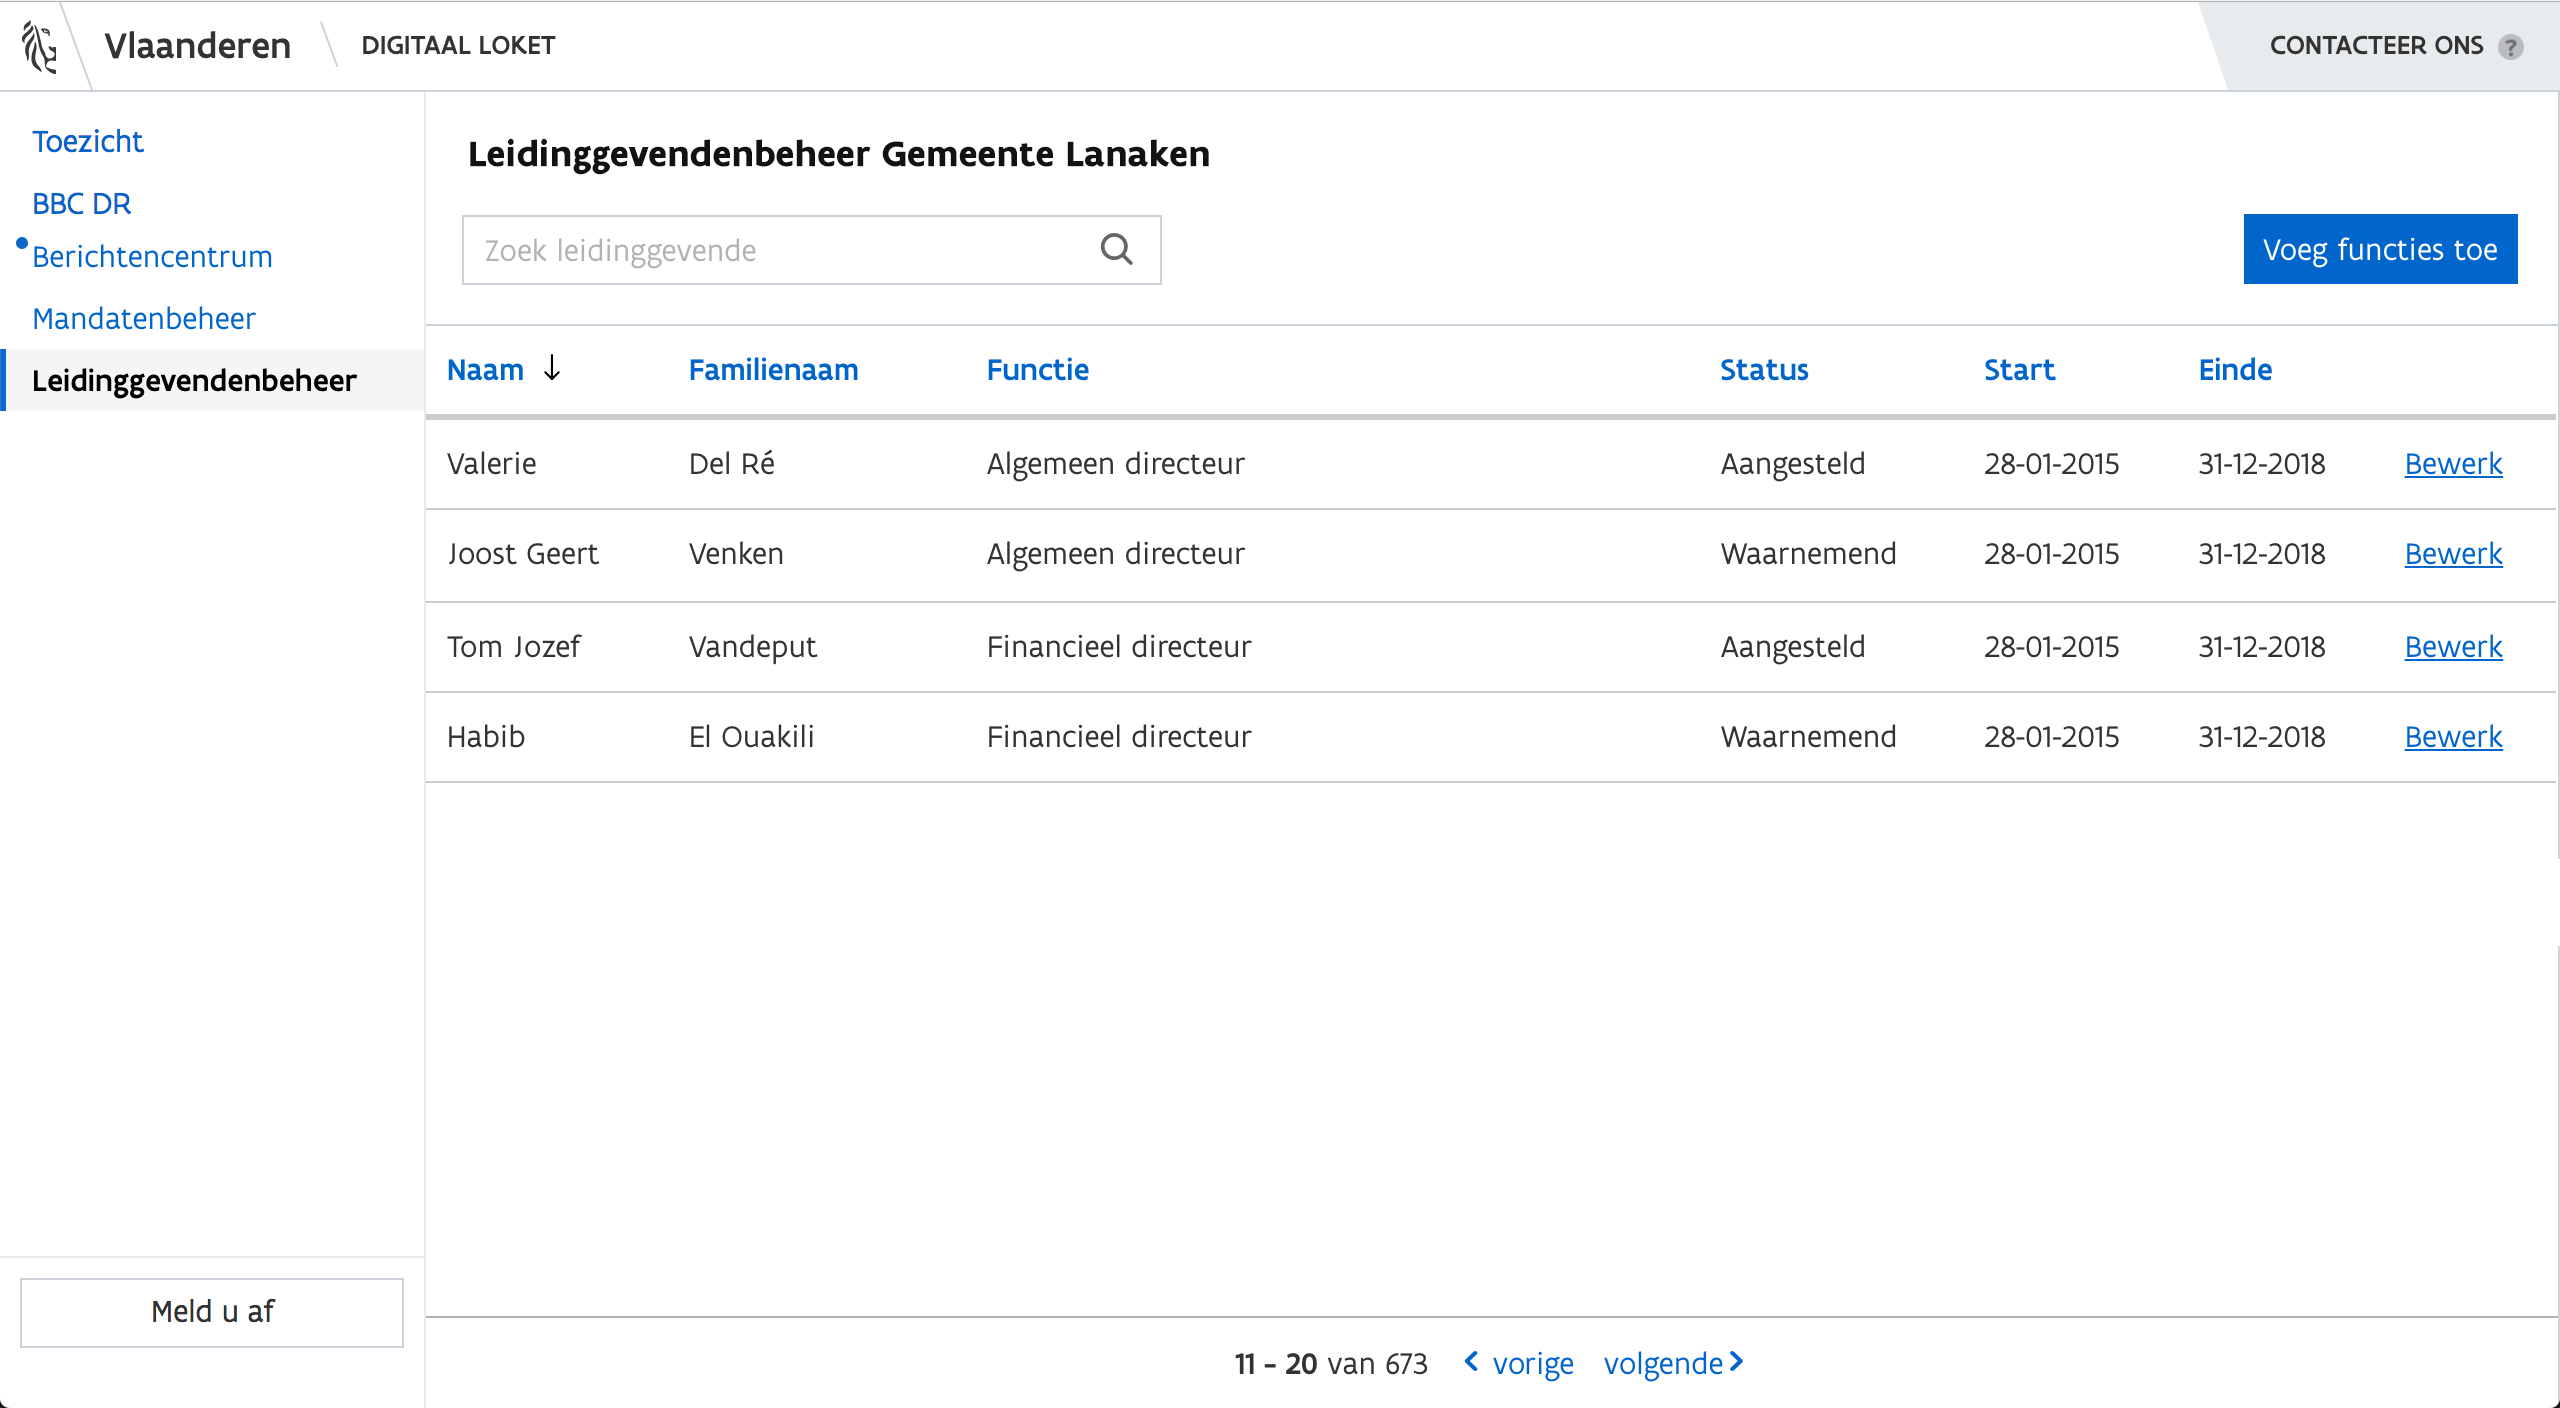 Vlaanderen DIGITAAL LOKET CONTACTEER ONS ?
Toezicht
BBC DR
Berichtencentrum
Mandatenbeheer
Leidinggevendenbeheer
Meld u af
Leidinggevendenbeheer Gemeente Lanaken
Zoek leidinggevende
Voeg functies toe
Naam ↓ Familienaam Functie Status Start Einde
Valerie Del Ré Algemeen directeur Aangesteld 28-01-2015 31-12-2018 Bewerk
Joost Geert Venken Algemeen directeur Waarnemend 28-01-2015 31-12-2018 Bewerk
Tom Jozef Vandeput Financieel directeur Aangesteld 28-01-2015 31-12-2018 Bewerk
Habib El Ouakili Financieel directeur Waarnemend 28-01-2015 31-12-2018 Bewerk
11 - 20 van 673 vorige volgende